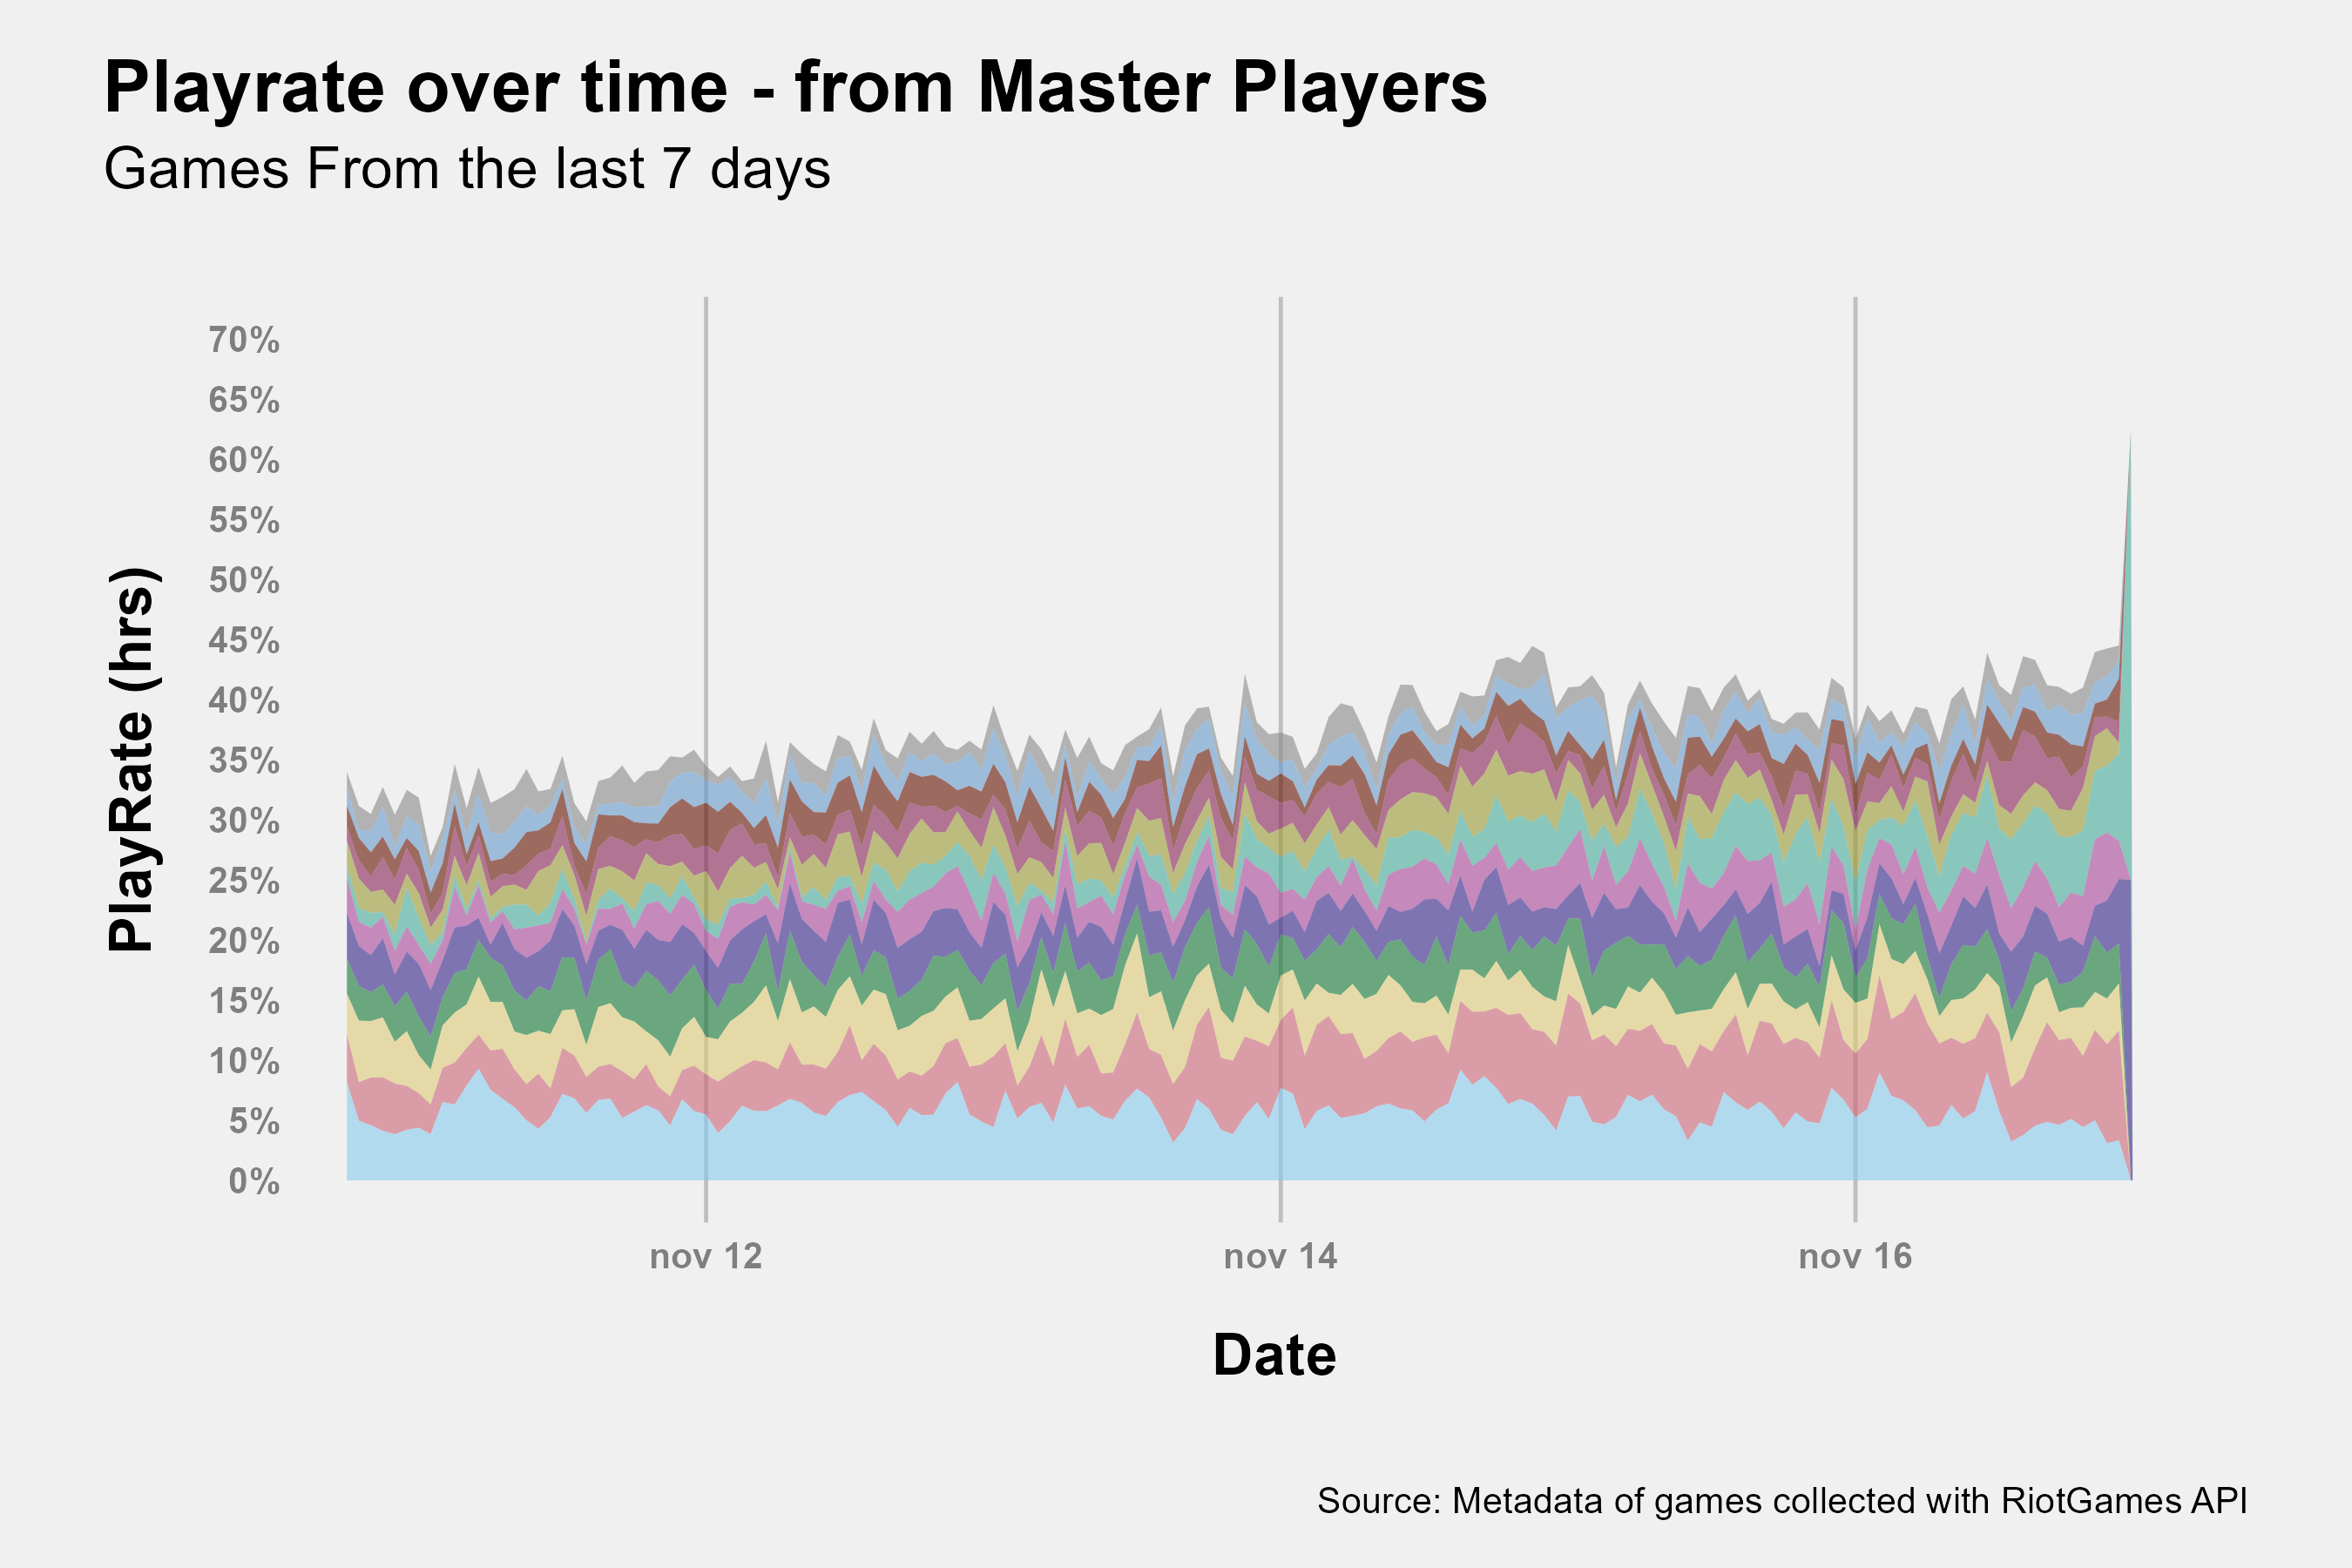 Playrate over time - from Master Players
Games From the last 7 days
70%
65%
60%
55%
50%
45%
40%
35%
30%
25%
20%
15%
10%
5%
0%
PlayRate (hrs)
nov 12
nov 14
nov 16
Date
Source: Metadata of games collected with RiotGames API